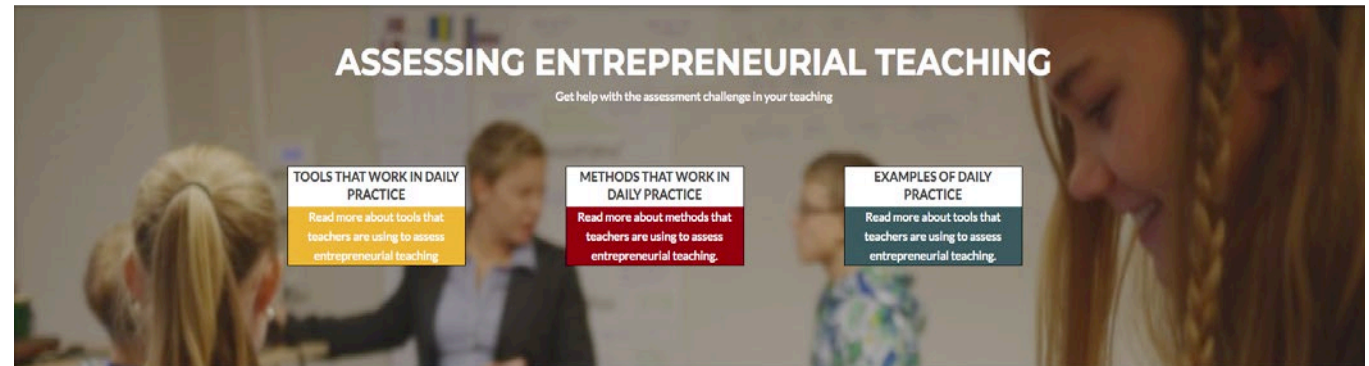 ASSESSING ENTREPRENEURIAL TEACHING
Get help with the assessment challenge in your teaching
TOOLS THAT WORK IN DAILY
PRACTICE
Read more about tools that
teachers are using to assess
entrepreneurial teaching
METHODS THAT WORK IN
DAILY PRACTICE
Read more about methods that
teachers are using to assess
entrepreneurial teaching.
EXAMPLES OF DAILY
PRACTICE
Read more about tools that
teachers are using to assess
entrepreneurial teaching.